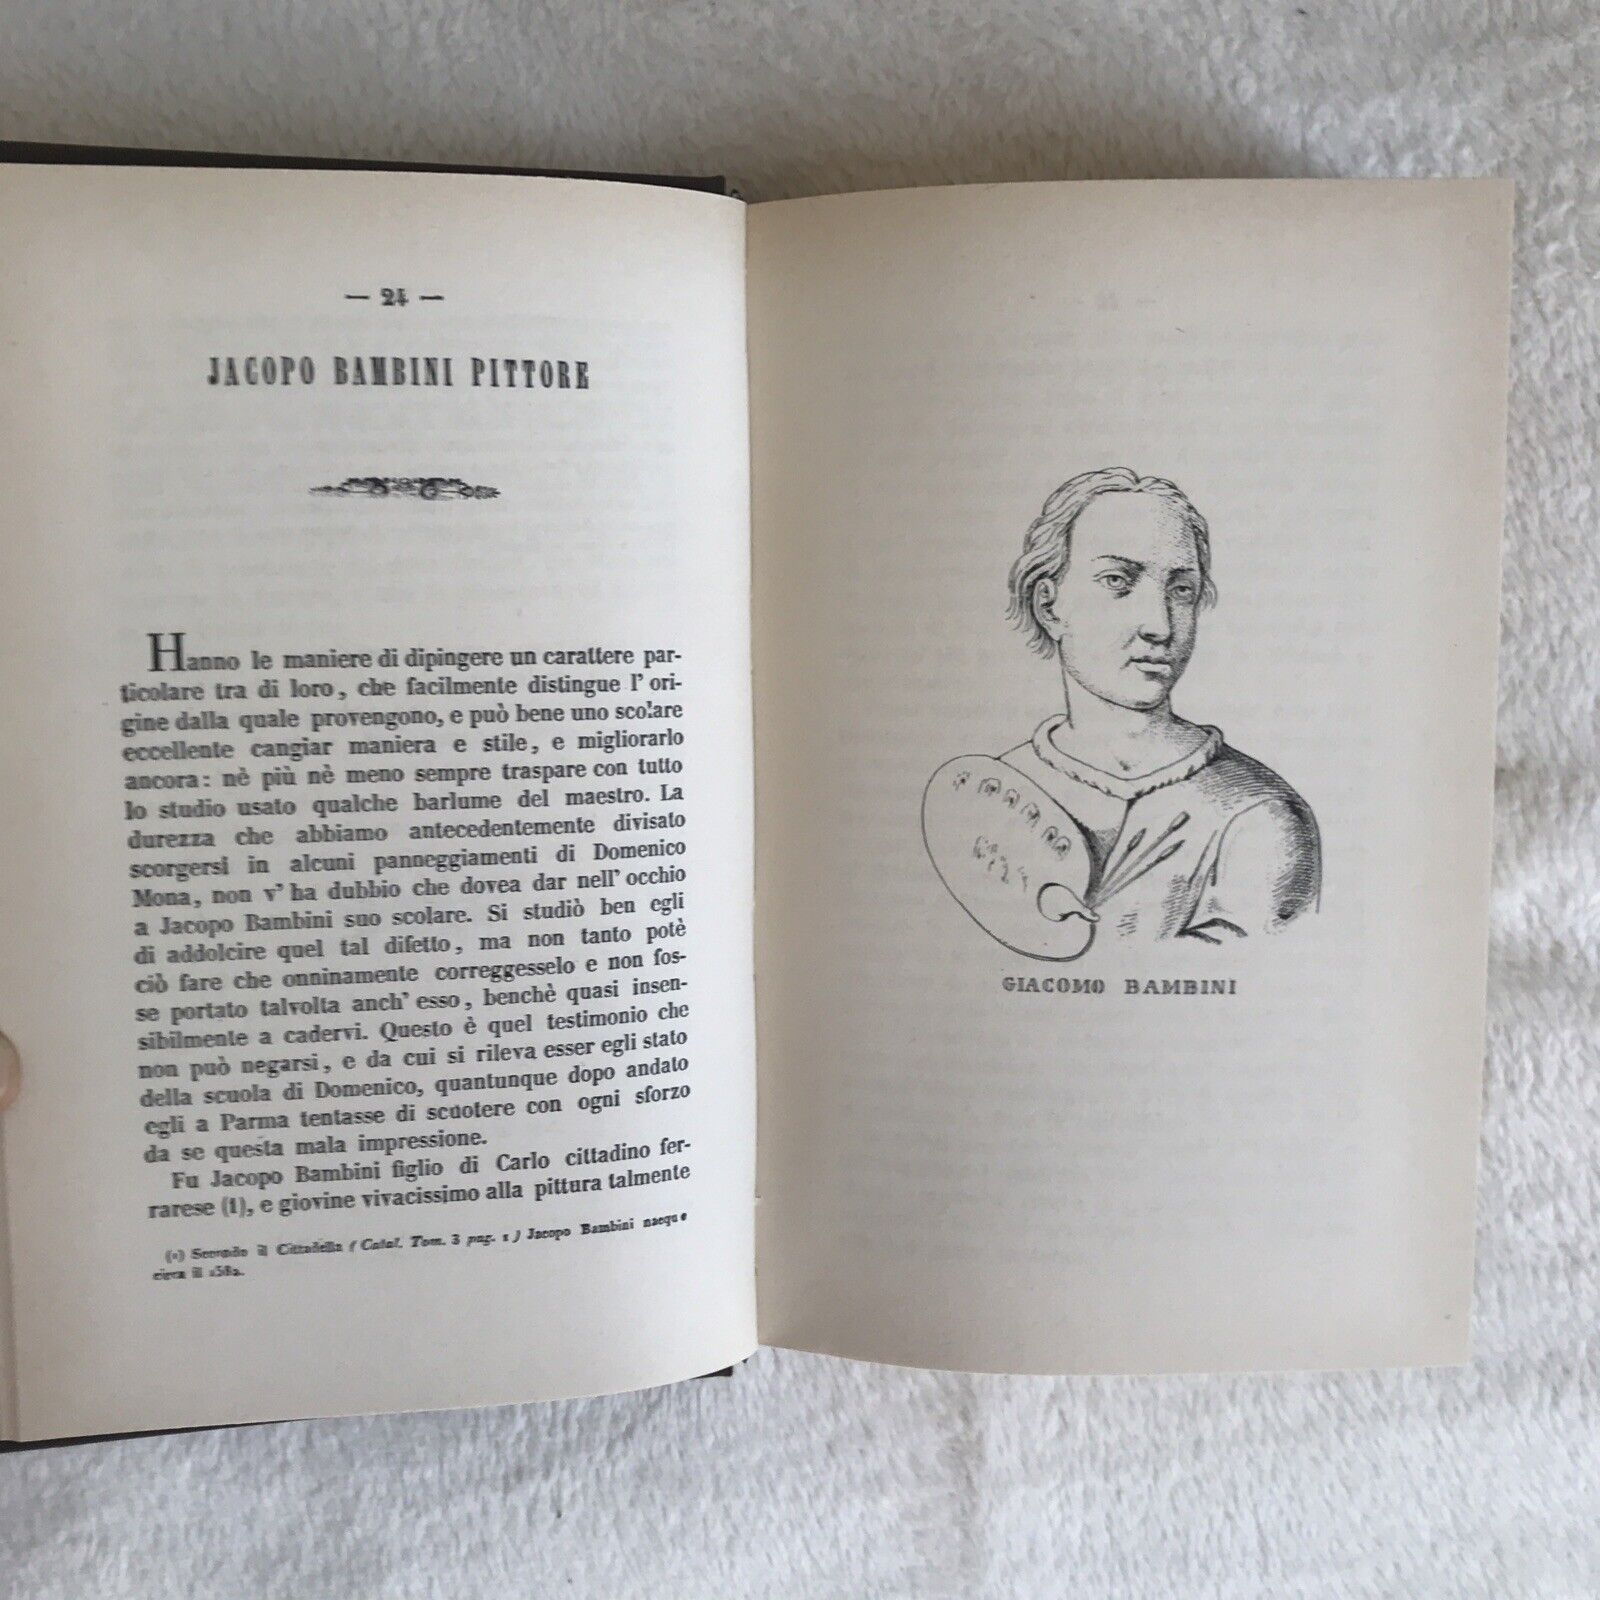 — 24 —
JACOPO BAMBINI PITTORE
Hanno le maniere di dipingere un carattere par-
ticolare tra di loro, che facilmente distingue l' ori-
gine dalla quale provengono, e può bene uno scolare
eccellente cangiar maniera e stile, e migliorarlo
ancora: nè più nè meno sempre traspare con tutto
lo studio usato qualche barlume del maestro. La
durezza che abbiamo antecedentemente divisato
scorgersi in alcuni panneggiamenti di Domenico
Mona, non v' ha dubbio che dovea dar nell' occhio
a Jacopo Bambini suo scolare. Si studiò ben egli
di addolcire quel tal difetto, ma non tanto potè
ciò fare che onninamente correggesselo e non fos-
se portato talvolta anch' esso, benchè quasi insen-
sibilmente a cadervi. Questo è quel testimonio che
non può negarsi, e da cui si rileva esser egli stato
della scuola di Domenico, quantunque dopo andato
egli a Parma tentasse di scuotere con ogni sforzo
da se questa mala impressione.
Fu Jacopo Bambini figlio di Carlo cittadino fer-
rarese (1), e giovine vivacissimo alla pittura talmente
(1) Secondo il Cittadella ( Catal. Tom. 3 pag. 1 ) Jacopo Bambini nacque
circa il 1582.
GIACOMO BAMBINI